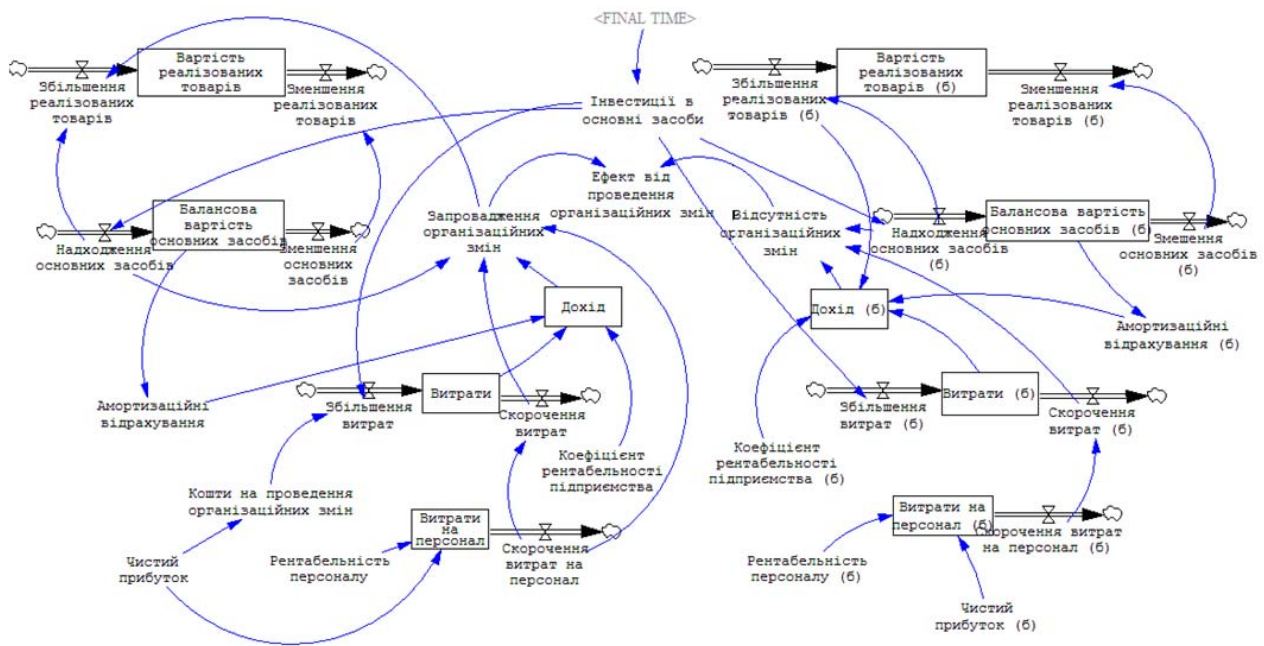 <FINAL TIME>
Збільшення
реалізованих
товарів
Вартість
реалізованих
товарів
Зменшення
реалізованих
товарів
Інвестиції в
основні засоби
Збільшення
реалізованих
товарів (б)
Вартість
реалізованих
товарів (б)
Зменшення
реалізованих
товарів (б)
Ефект від
проведення
організаційних змін
Надходження
основних засобів
Балансова
вартість
основних засобів
Зменшення
основних
засобів
Запровадження
організаційних
змін
Відсутність
організаційних
змін
Надходження
основних засобів
(б)
Балансова вартість
основних засобів (б)
Змешення
основних засобів
(б)
Дохід
Дохід (б)
Амортизаційні
відрахування (б)
Амортизаційні
відрахування
Збільшення
витрат
Витрати
Скорочення
витрат
Збільшення
витрат (б)
Витрати (б)
Скорочення
витрат (б)
Коефіцієнт
рентабельності
підприємства
Коефіцієнт
рентабельності
підприємства (б)
Кошти на проведення
організаційних змін
Чистий
прибуток
Рентабельність
персоналу
Витрати
на
персонал
Скорочення
витрат на
персонал
Рентабельність
персоналу (б)
Витрати на
персонал (б)
Скорочення витрат
на персонал (б)
Чистий
прибуток (б)